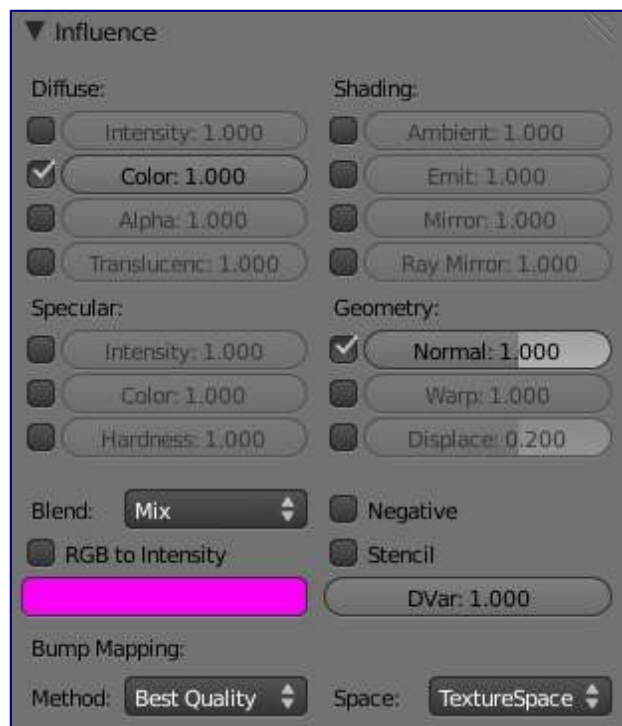 Influence
Diffuse:
Shading:
Intensity: 1.000
Ambient: 1.000
Color: 1.000
Emit: 1.000
Alpha: 1.000
Mirror: 1.000
Translucenc: 1.000
Ray Mirror: 1.000
Specular:
Geometry:
Intensity: 1.000
Normal: 1.000
Color: 1.000
Warp: 1.000
Hardness: 1.000
Displace: 0.200
Blend: Mix
Negative
RGB to Intensity
Stencil
DVar: 1.000
Bump Mapping:
Method: Best Quality
Space: TextureSpace